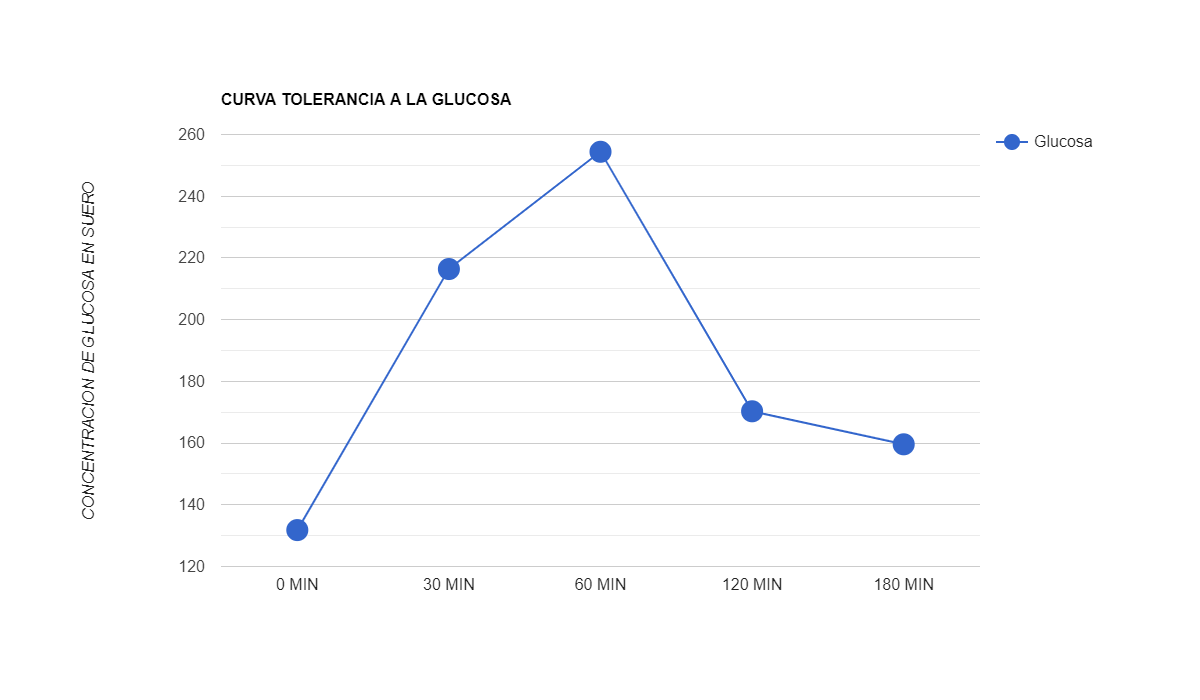 CURVA TOLERANCIA A LA GLUCOSA
Glucosa
CONCENTRACION DE GLUCOSA EN SUERO
260
240
220
200
180
160
140
120
0 MIN 30 MIN 60 MIN 120 MIN 180 MIN